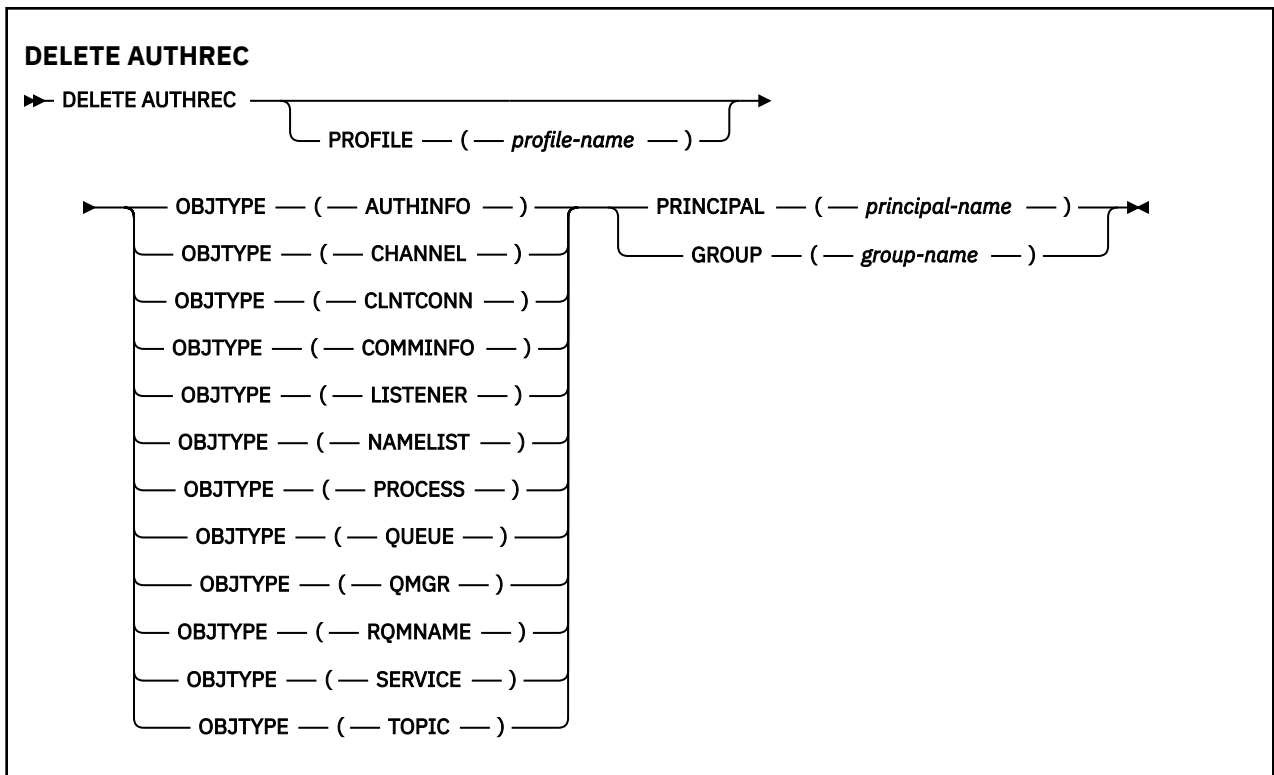 DELETE AUTHREC
DELETE AUTHREC
PROFILE ( profile-name )
OBJTYPE ( AUTHINFO ) PRINCIPAL ( principal-name )
OBJTYPE ( CHANNEL ) GROUP ( group-name )
OBJTYPE ( CLNTCONN )
OBJTYPE ( COMMINFO )
OBJTYPE ( LISTENER )
OBJTYPE ( NAMELIST )
OBJTYPE ( PROCESS )
OBJTYPE ( QUEUE )
OBJTYPE ( QMGR )
OBJTYPE ( RQMNAME )
OBJTYPE ( SERVICE )
OBJTYPE ( TOPIC )